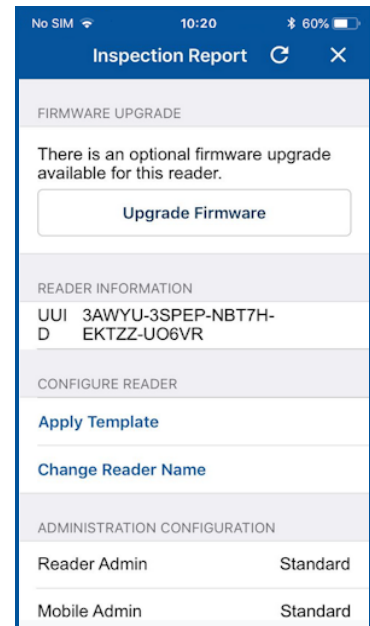 No SIM 10:20 60%
Inspection Report
FIRMWARE UPGRADE
There is an optional firmware upgrade
available for this reader.
Upgrade Firmware
READER INFORMATION
UUI 3AWYU-3SPEP-NBT7H-
D EKTZZ-UO6VR
CONFIGURE READER
Apply Template
Change Reader Name
ADMINISTRATION CONFIGURATION
Reader Admin Standard
Mobile Admin Standard